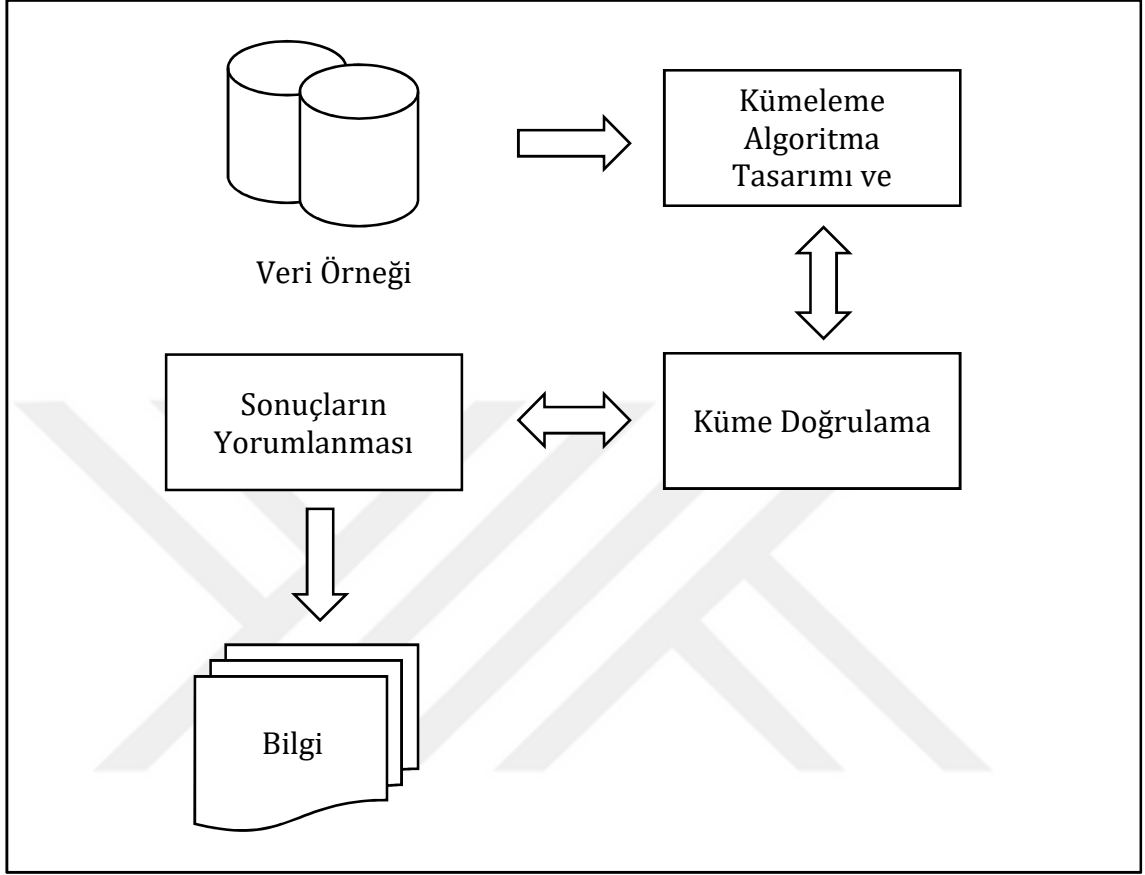 Kümeleme
Algoritma
Tasarımı ve
Veri Örneği
Sonuçların
Yorumlanması
Küme Doğrulama
Bilgi